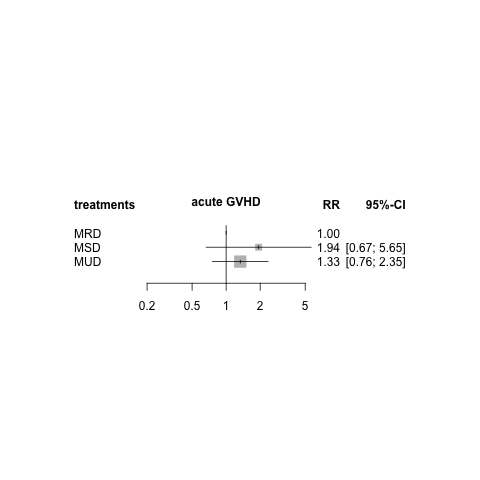 treatments acute GVHD RR 95%-CI
MRD 1.00
MSD 1.94 [0.67; 5.65]
MUD 1.33 [0.76; 2.35]
0.2 0.5 1 2 5